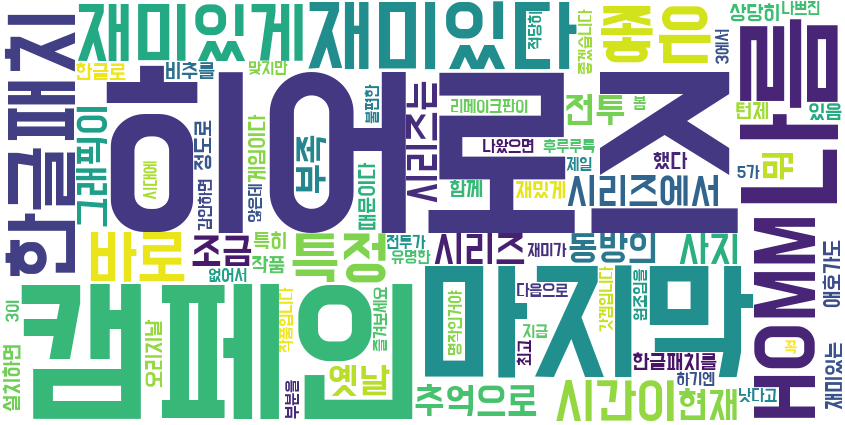 재미있게
재미있다
적당히
좋은
좋겠습니다
상당히
나쁘진
3에서
한글패치
한글로
비추를
맞지만
히어로즈
나름
그래픽이
시대에
정도로
감안하면
않은데
게임이다
부족
불편한
때문이다
시리즈는
리메이크판이
전투
봄
나왔으면
후루루룩
제일
했다
턴제
있음
5가
막
함께
재밌게
시리즈에서
바로
조금
특히
작품
없어서
특정
전투가
유명한
시리즈
재미가
동방의
사지
HOMM
애호가도
캠페인
마지막
3이
설치하면
오리지날
작품입니다
부분을
옛날
즐겨보세요
추억으로
명작인거야
다음으로
지금
최고
갓겜입니다
원조임을
시간이
한글패치를
하기엔
현재
낫다고
꼭
재미있는